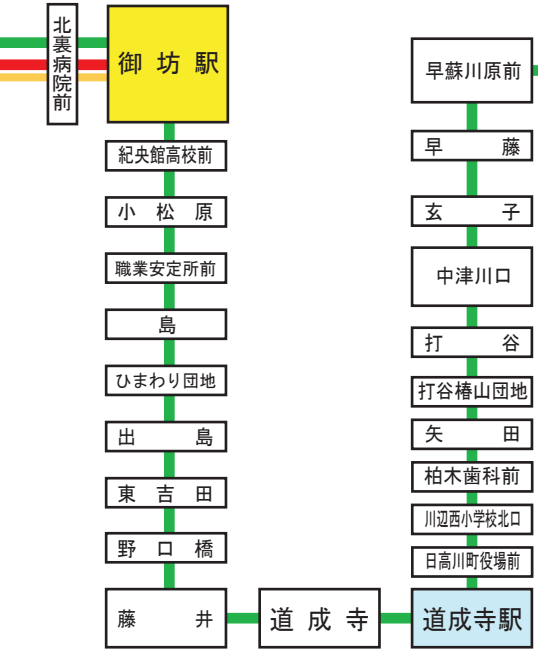 北裏病院前
御坊駅
紀央館高校前
小松原
職業安定所前
島
ひまわり団地
出島
東吉田
野口橋
藤井
道成寺
道成寺駅
日高川町役場前
川辺西小学校北口
柏木歯科前
矢田
打谷椿山団地
打谷
中津川口
玄子
早藤
早蘇川原前